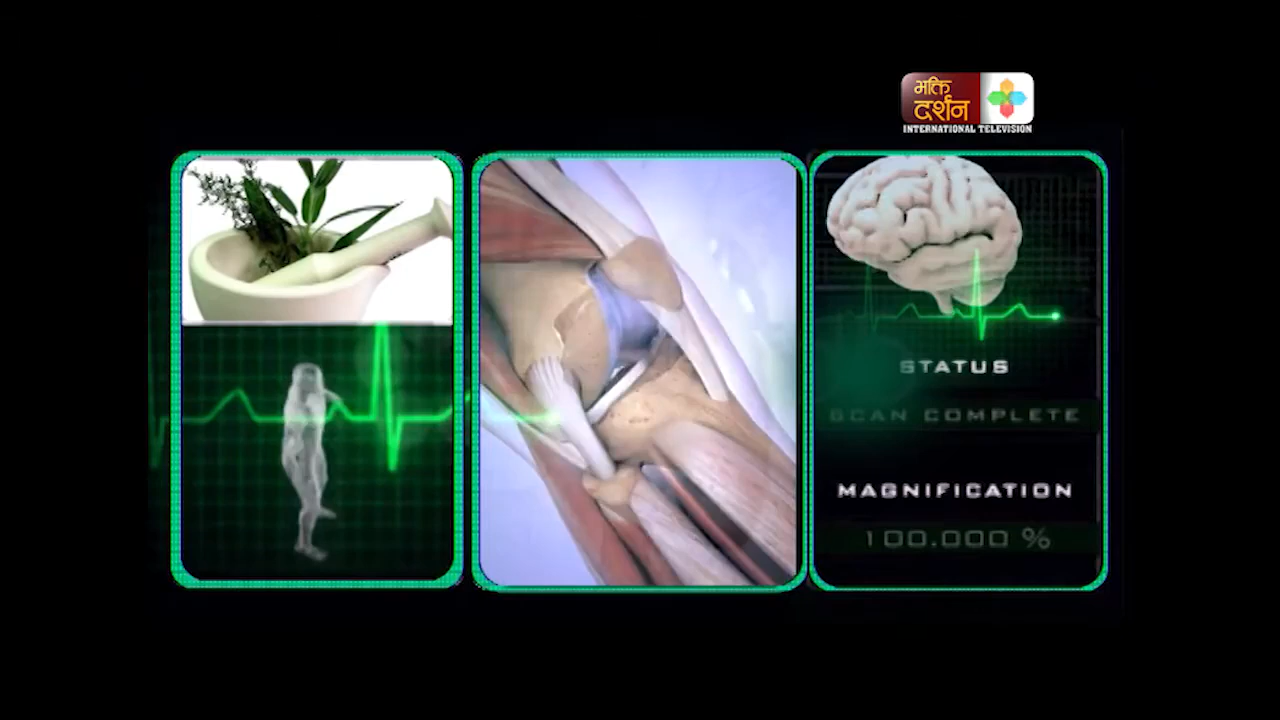 भक्ति
दर्शन
INTERNATIONAL TELEVISION
STATUS
SCAN COMPLETE
MAGNIFICATION
100.000 %